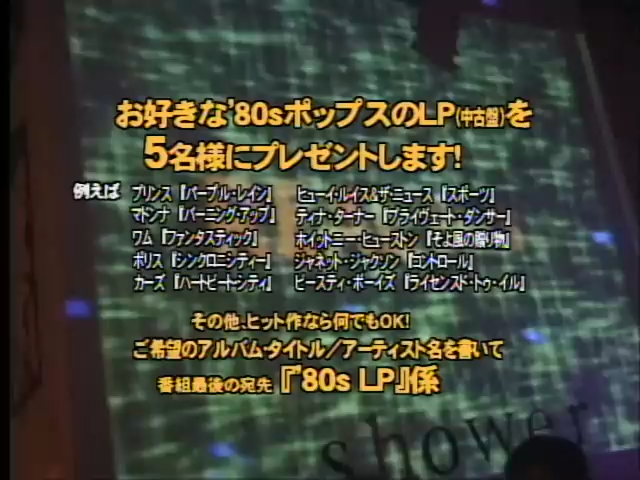 お好きな'80sポップスのLP(中古盤)を
5名様にプレゼントします!
例えば プリンス『パープル・レイン』 ヒューイ・ルイス&ザ・ニュース『スポーツ』
マドンナ『バーニング・アップ』 ティナ・ターナー『プライヴェート・ダンサー』
ワム『ファンタスティック』 ホイットニー・ヒューストン『そよ風の贈り物』
ポリス『シンクロニシティー』 ジャネット・ジャクソン『コントロール』
カーズ『ハートビートシティ』 ビースティ・ボーイズ『ライセンスド・トゥ・イル』
その他、ヒット作なら何でもOK!
ご希望のアルバム・タイトル/アーティスト名を書いて
番組最後の宛先『'80s LP』係
shower